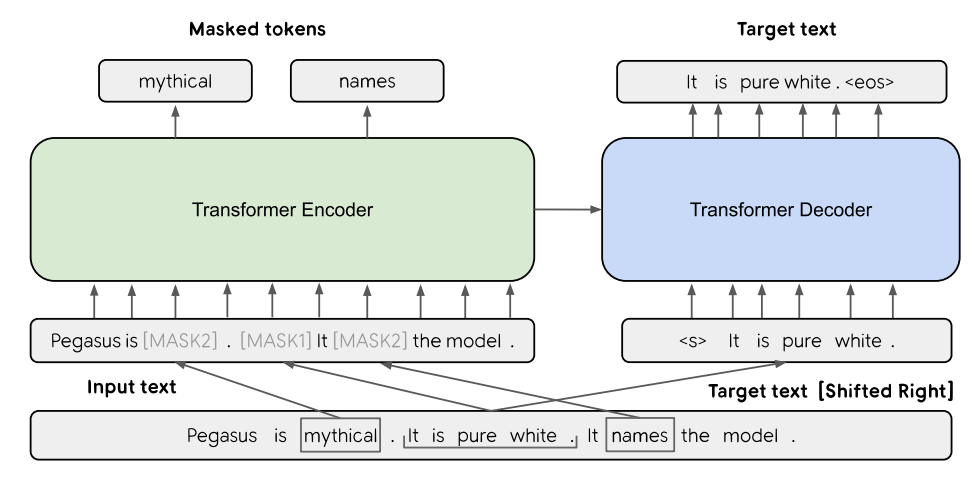 Masked tokens
Target text
mythical
names
It is pure white . <eos>
Transformer Encoder
Transformer Decoder
Pegasus is [MASK2] . [MASK1] It [MASK2] the model .
<s> It is pure white .
Input text
Target text [Shifted Right]
Pegasus is mythical . It is pure white . It names the model .